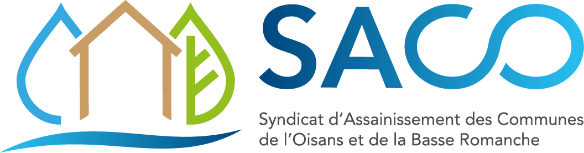 SACO
Syndicat d'Assainissement des Communes
de l'Oisans et de la Basse Romanche